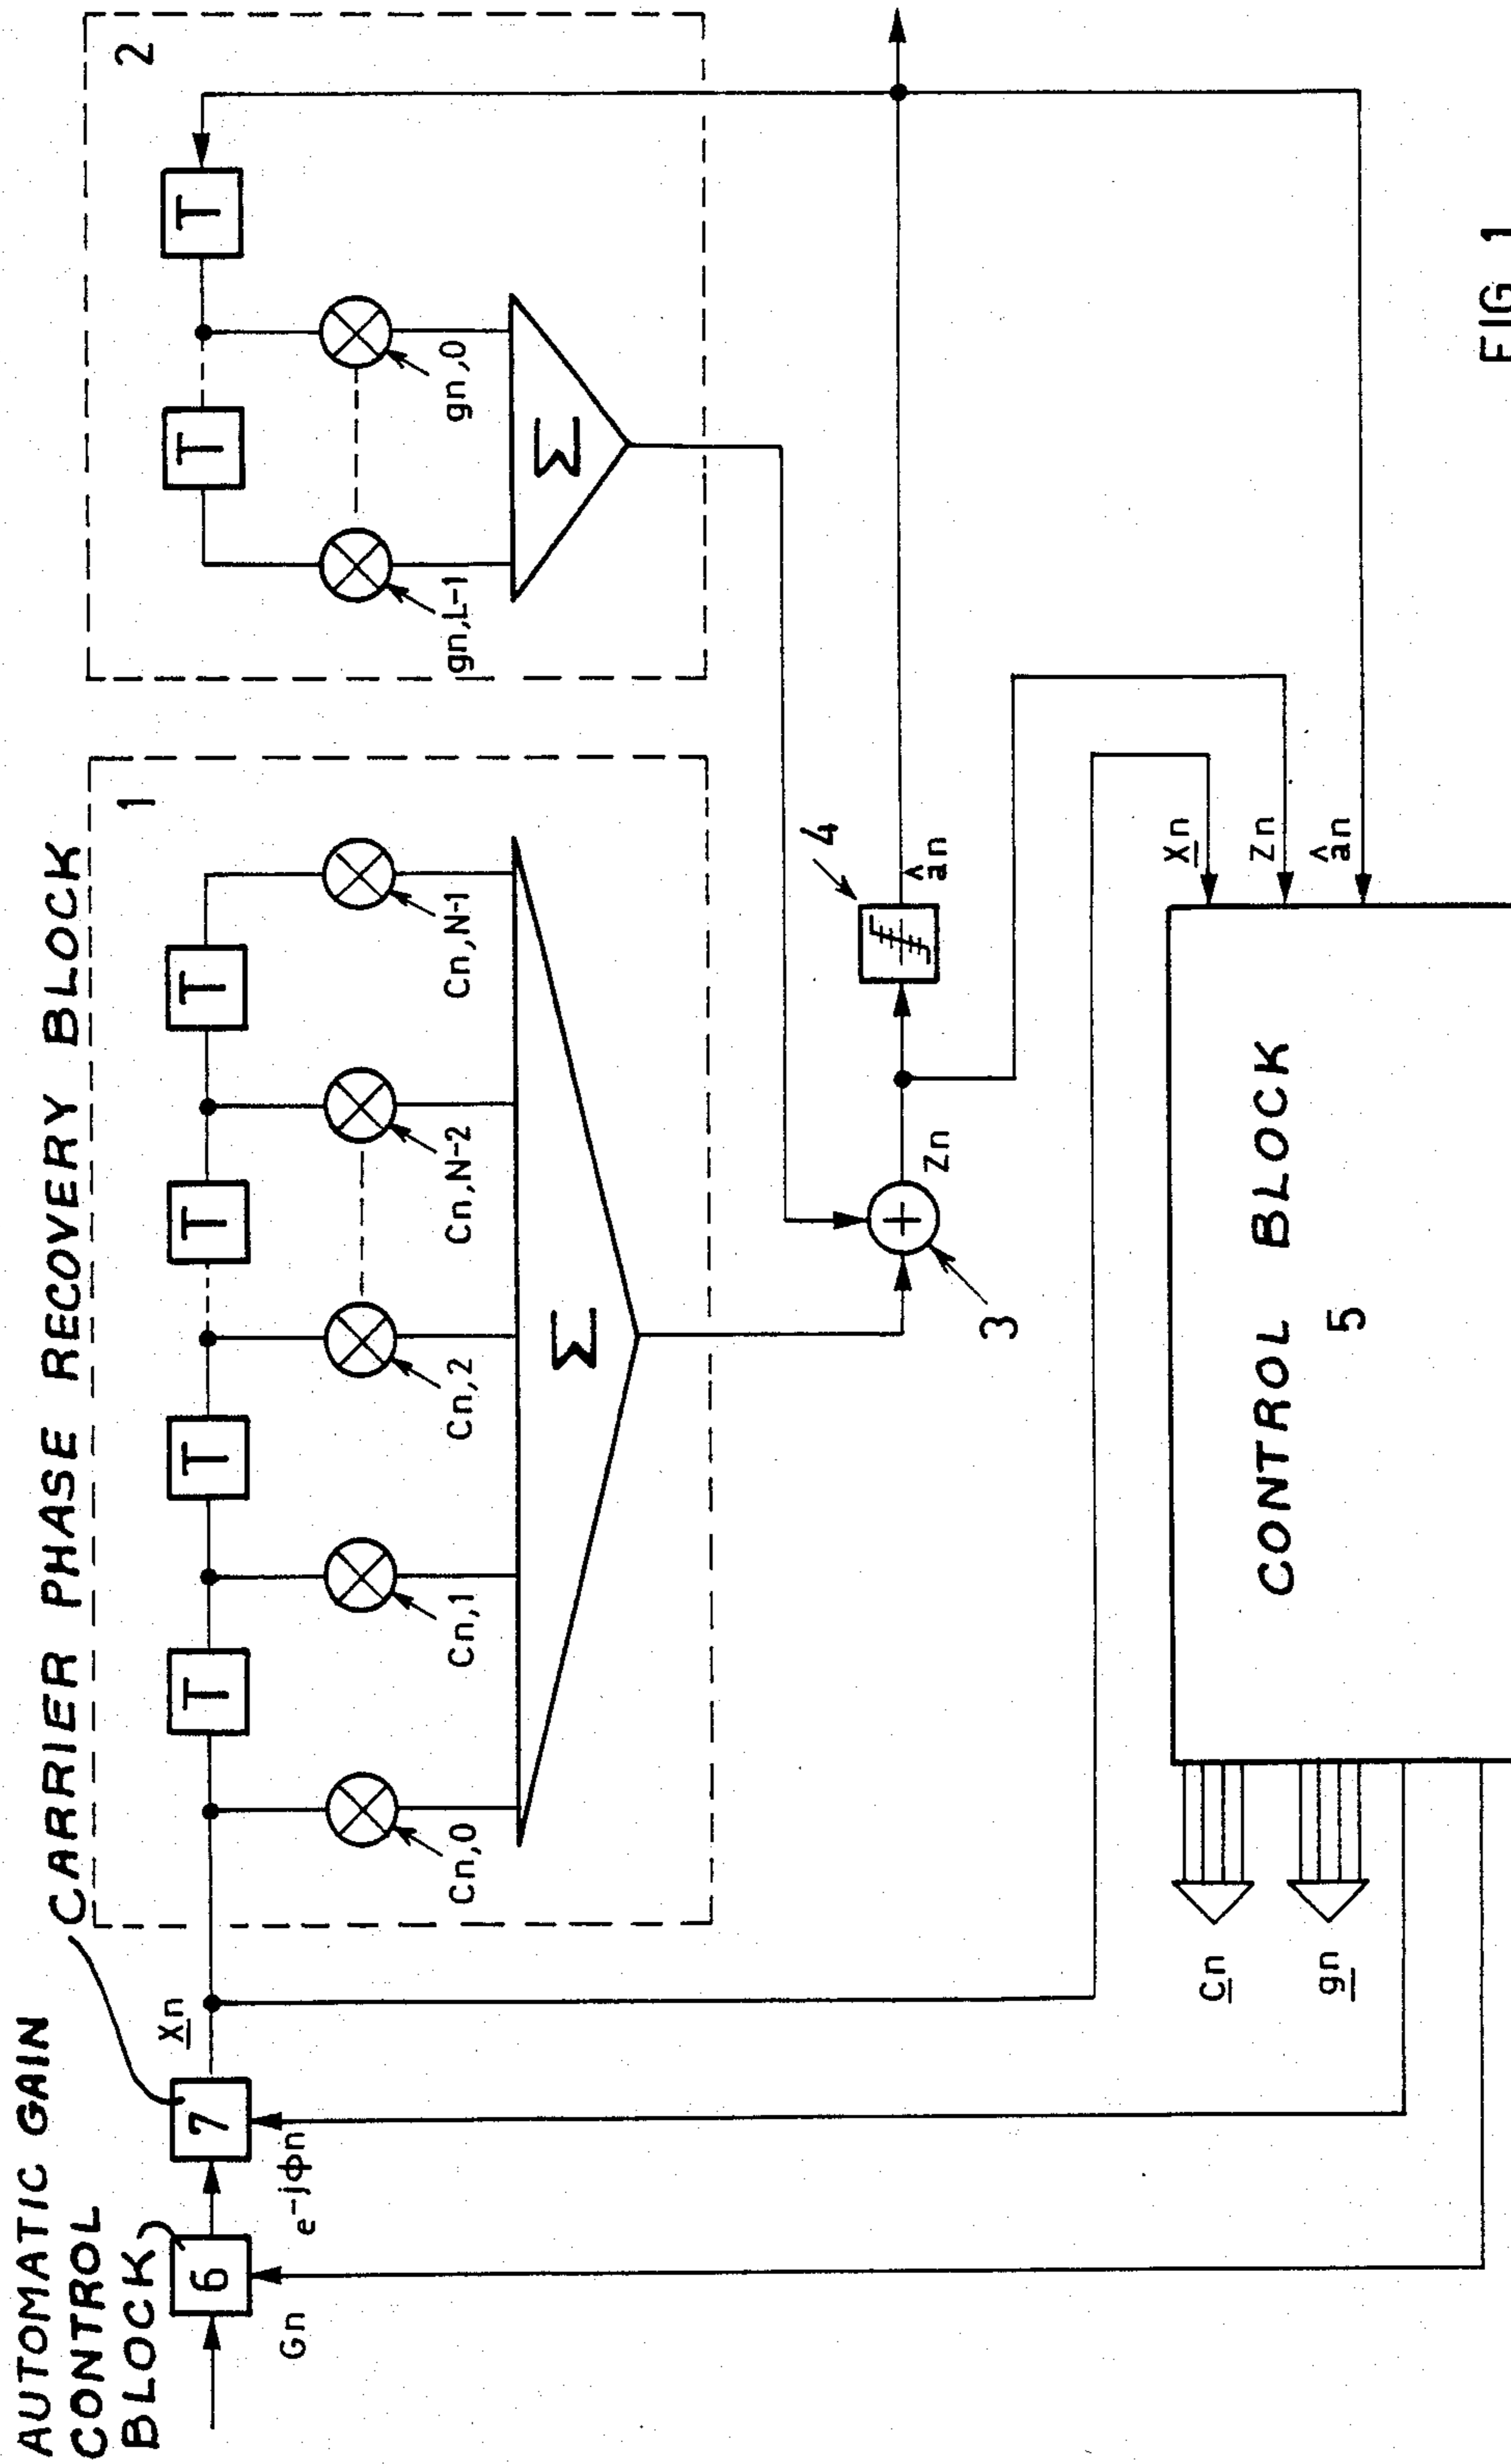 AUTOMATIC GAIN
CONTROL
BLOCK
CARRIER PHASE RECOVERY BLOCK
6
7
Gn
e-jϕn
Xn
1
T
T
T
T
Cn,0
Cn,1
Cn,2
Cn,N-2
Cn,N-1
Σ
2
T
T
gn,L-1
gn,0
Σ
3
+
Zn
4
ân
Xn
Zn
ân
CONTROL BLOCK
5
Cn
gn
FIG 1